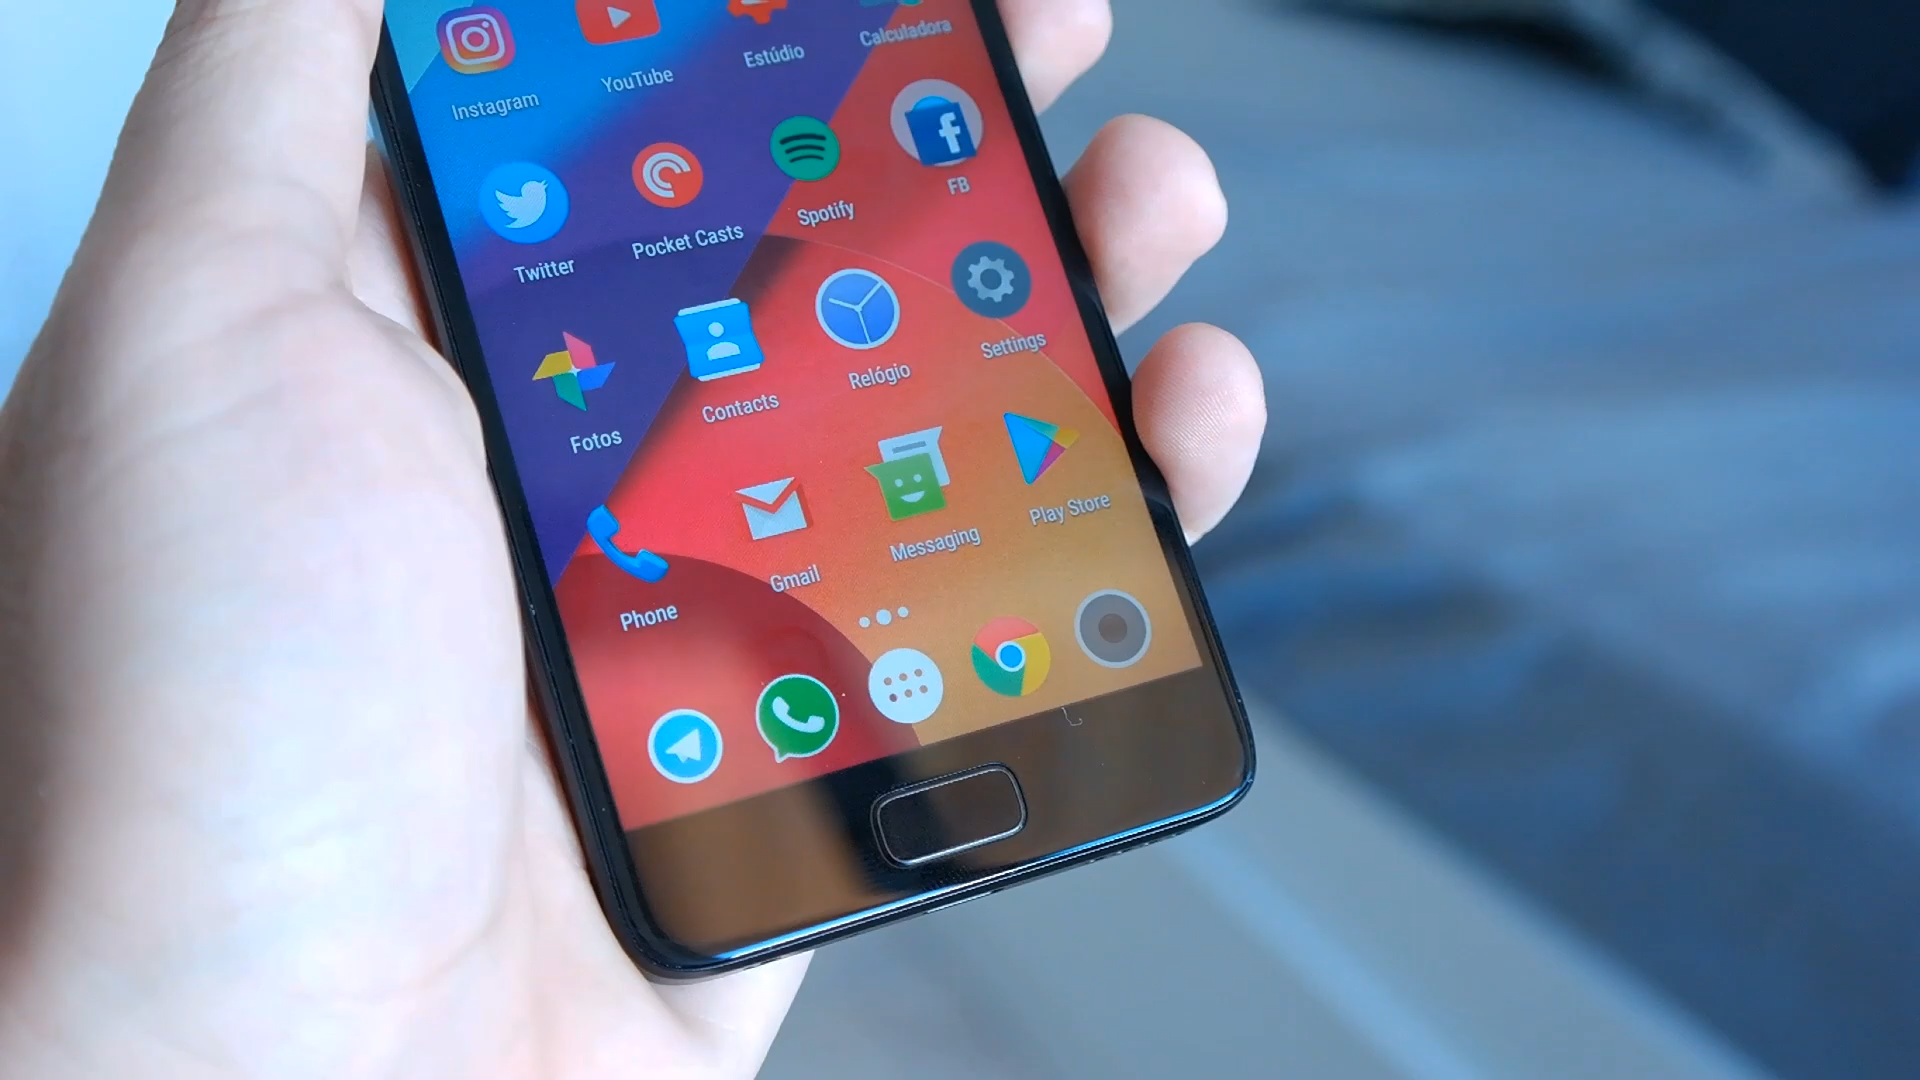 Instagram
YouTube
Estúdio
Calculadora
Twitter
Pocket Casts
Spotify
f
FB
Fotos
Contacts
Relógio
Settings
Phone
Gmail
Messaging
Play Store